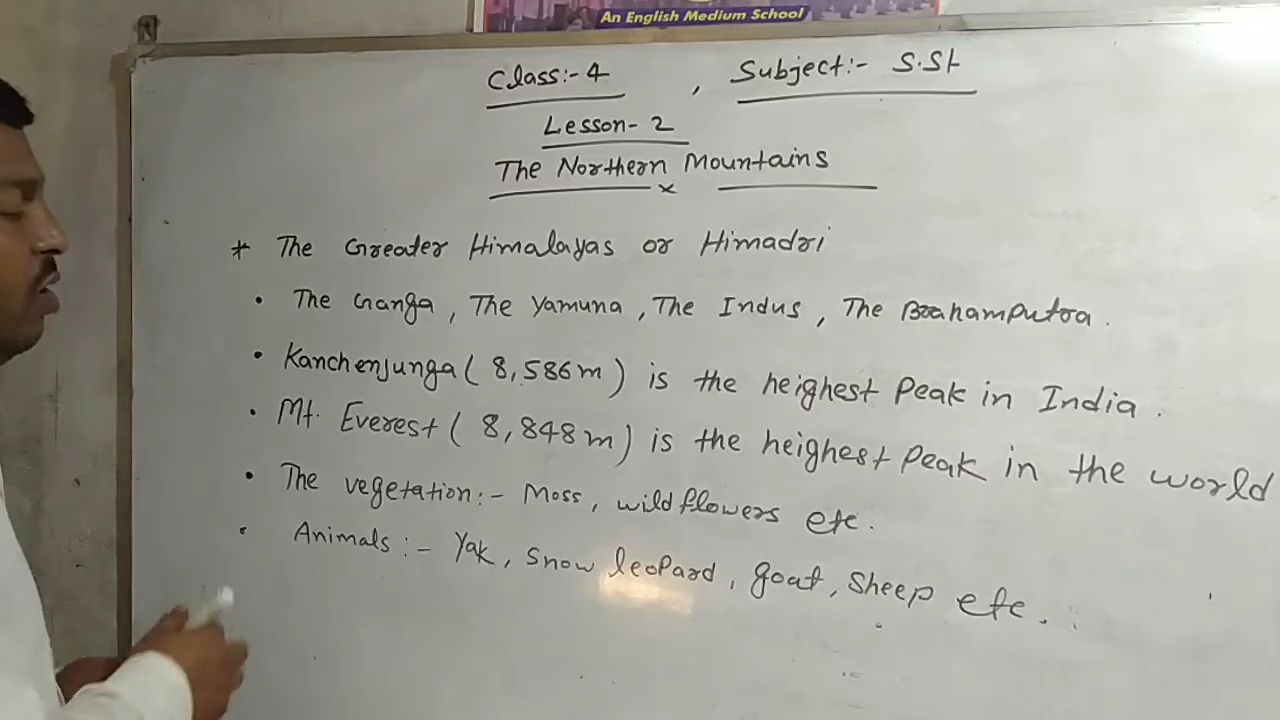 An English Medium School
Class:- 4 , Subject:- S.St
Lesson- 2
The Northern Mountains
* The Greater Himalayas or Himadri
• The Ganga, The Yamuna, The Indus, The Brahamputra.
• Kanchenjunga (8,586m) is the heighest Peak in India.
• Mt. Everest (8,848m) is the heighest Peak in the world
• The vegetation:- Moss, wild flowers etc.
• Animals:- Yak, Snow leopard, goat, Sheep etc.